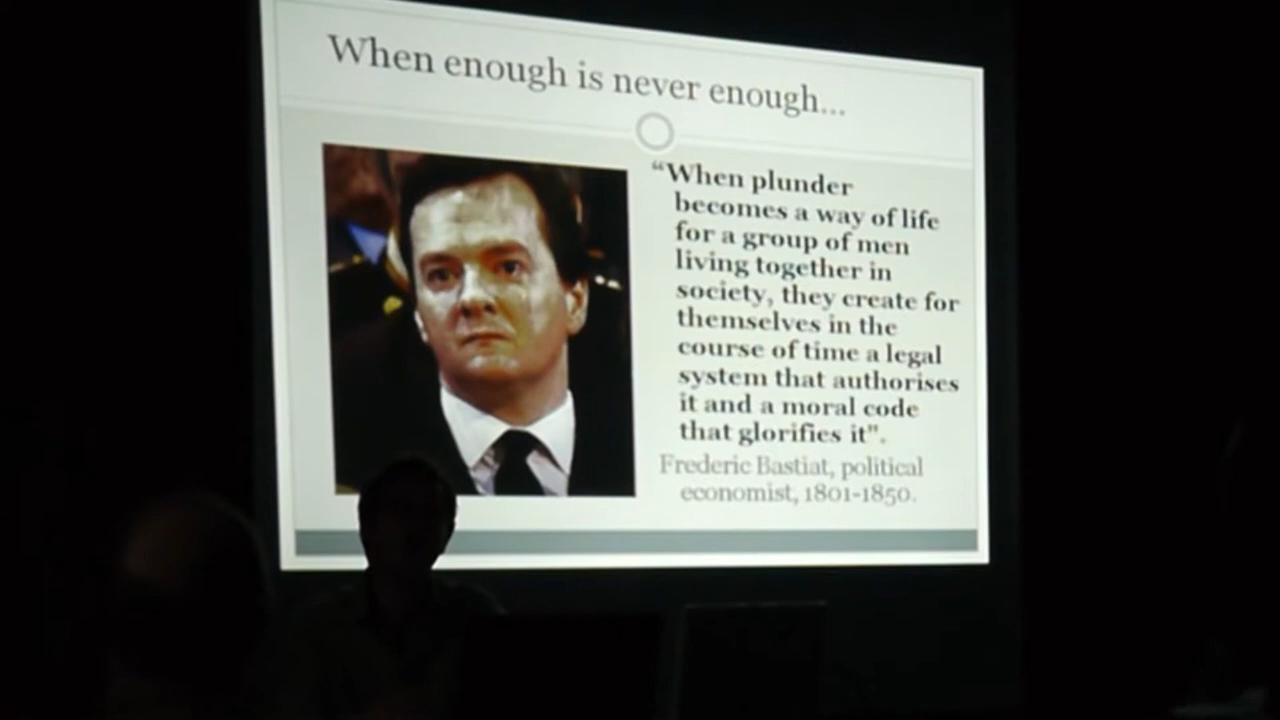 When enough is never enough...
“When plunder
becomes a way of life
for a group of men
living together in
society, they create for
themselves in the
course of time a legal
system that authorises
it and a moral code
that glorifies it".
Frederic Bastiat, political
economist, 1801-1850.